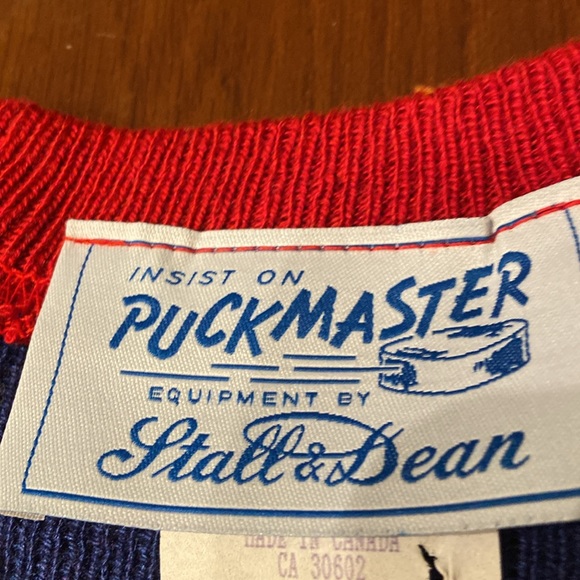 INSIST ON
PUCKMASTER
EQUIPMENT BY
Stall & Dean
MADE IN CANADA
CA 30602